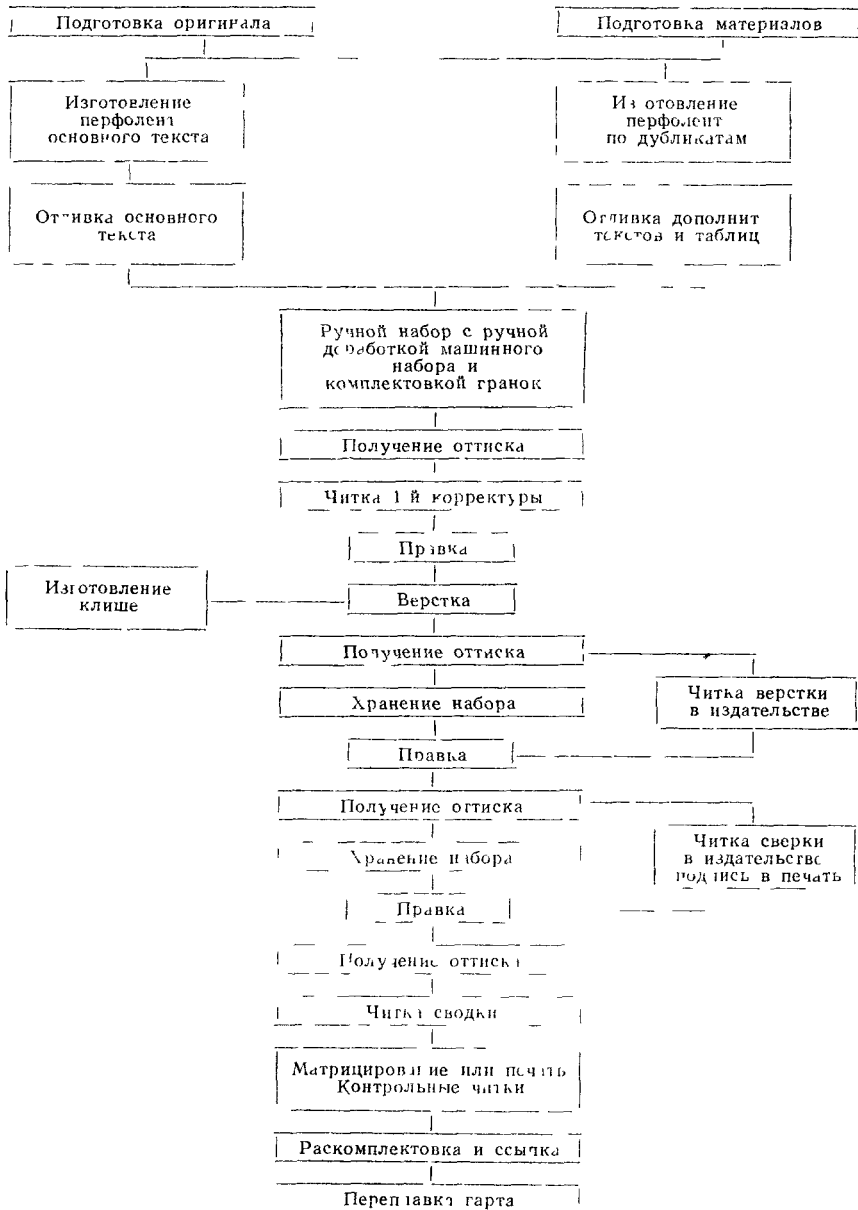 Подготовка оригинала
Подготовка материалов
Изготовление
перфолент
основного текста
Изготовление
перфолент
по дубликатам
Отливка основного
текста
Отливка дополнит
текстов и таблиц
Ручной набор с ручной
доработкой машинного
набора и
комплектовкой гранок
Получение оттиска
Читка 1 й корректуры
Правка
Изготовление
клише
Верстка
Получение оттиска
Читка верстки
в издательстве
Хранение набора
Правка
Получение оттиска
Читка сверки
в издательстве
подпись в печать
Хранение набора
Правка
Получение оттиска
Читка сводки
Матрицирование или печать
Контрольные читки
Раскомплектовка и ссыпка
Переплавка гарта